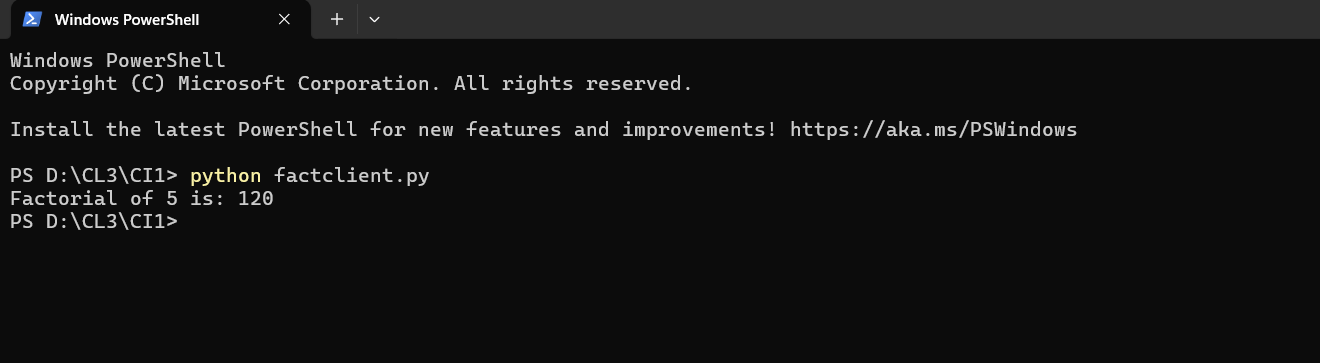 Windows PowerShell
Windows PowerShell
Copyright (C) Microsoft Corporation. All rights reserved.
Install the latest PowerShell for new features and improvements! https://aka.ms/PSWindows
PS D:\CL3\CI1> python factclient.py
Factorial of 5 is: 120
PS D:\CL3\CI1>